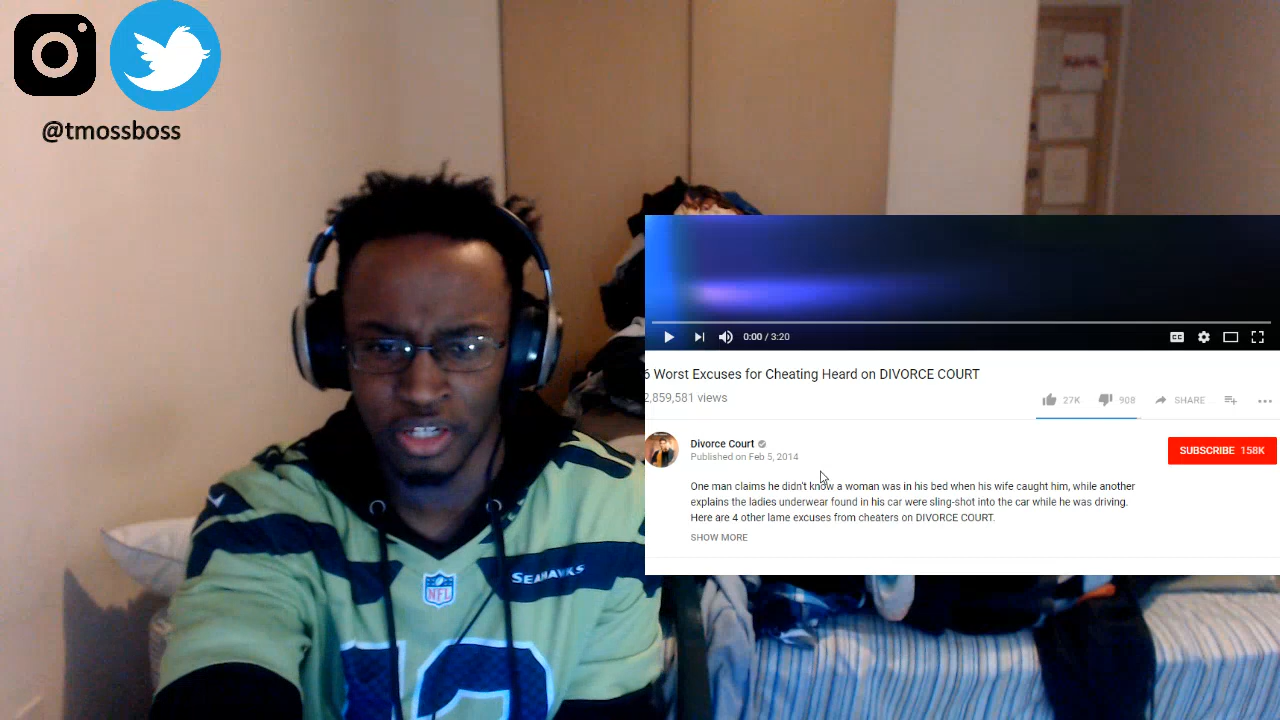 @tmossboss
0:00 / 3:20
6 Worst Excuses for Cheating Heard on DIVORCE COURT
2,859,581 views
27K
908
SHARE
Divorce Court
Published on Feb 5, 2014
SUBSCRIBE 158K
One man claims he didn't know a woman was in his bed when his wife caught him, while another
explains the ladies underwear found in his car were sling-shot into the car while he was driving.
Here are 4 other lame excuses from cheaters on DIVORCE COURT.
SHOW MORE
SEAHAWKS
NFL